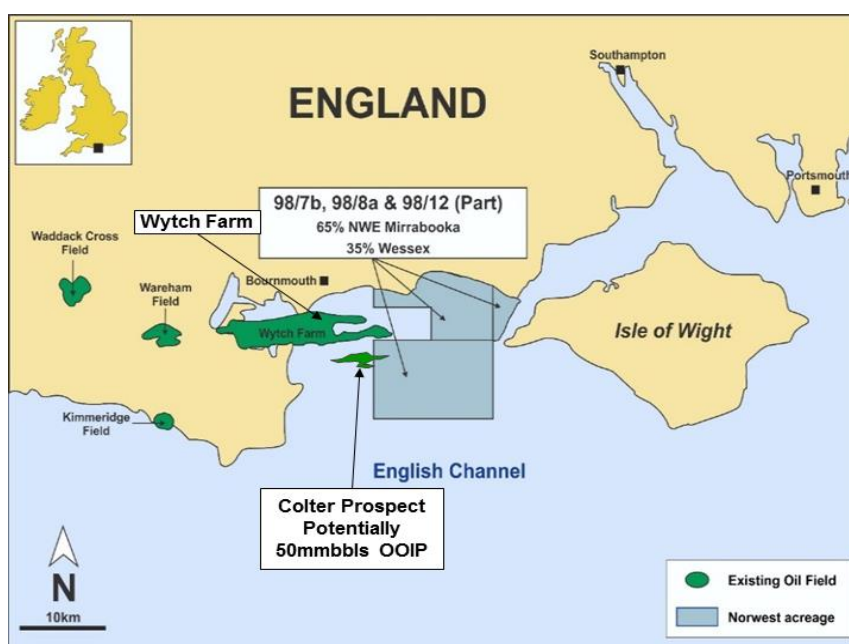 Southampton
ENGLAND
Portsmouth
98/7b, 98/8a & 98/12 (Part)
65% NWE Mirrabooka
35% Wessex
Wytch Farm
Waddack Cross
Field
Bournmouth
Wareham
Field
Wytch Farm
Isle of Wight
Kimmeridge
Field
English Channel
Colter Prospect
Potentially
50mmbbls OOIP
N
10km
Existing Oil Field
Norwest acreage